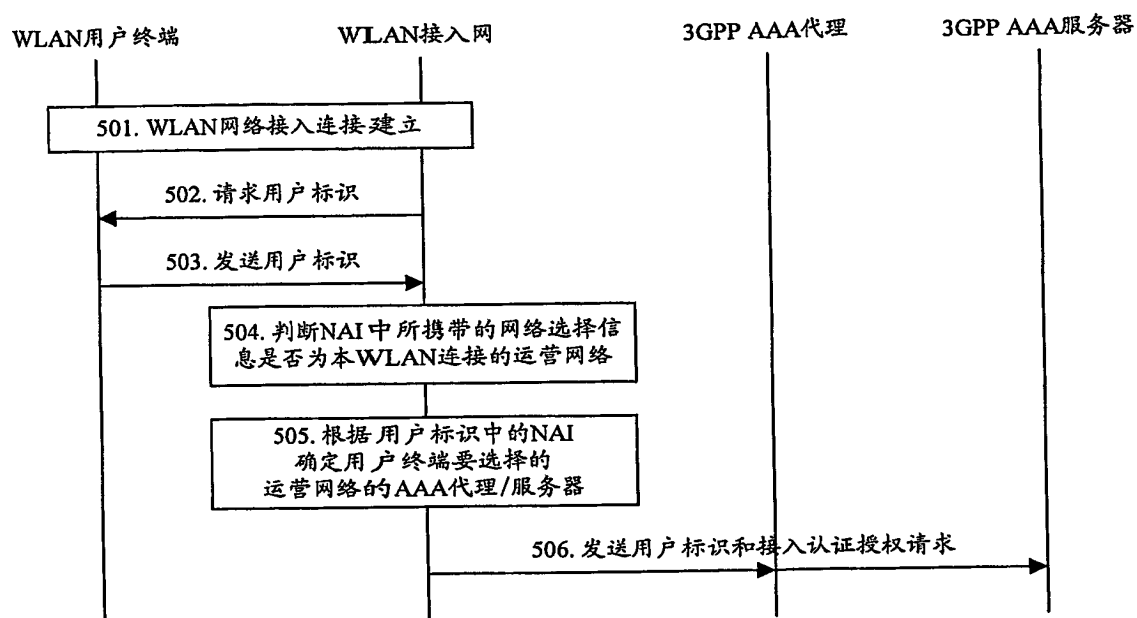 WLAN用户终端
WLAN接入网
3GPP AAA代理
3GPP AAA服务器
501. WLAN网络接入连接建立
502. 请求用户标识
503. 发送用户标识
504. 判断NAI中所携带的网络选择信
息是否为本WLAN连接的运营网络
505. 根据用户标识中的NAI
确定用户终端要选择的
运营网络的AAA代理/服务器
506. 发送用户标识和接入认证授权请求